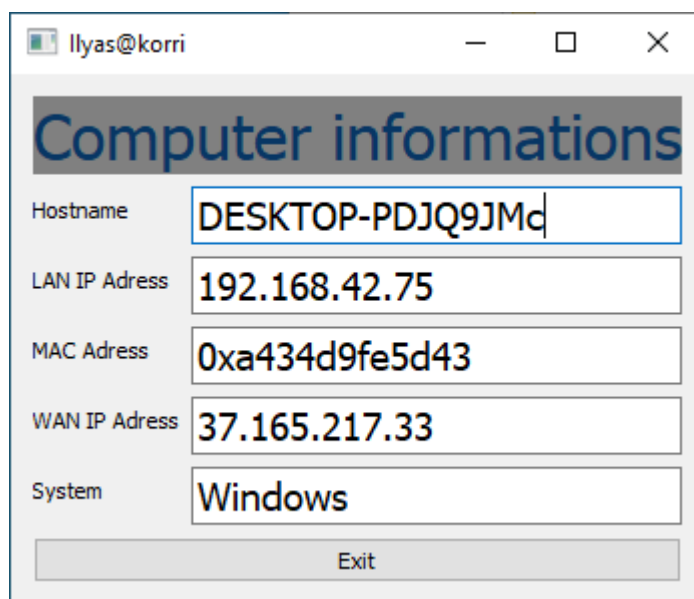 Ilyas@korri
Computer informations
Hostname DESKTOP-PDJQ9JMc
LAN IP Adress 192.168.42.75
MAC Adress 0xa434d9fe5d43
WAN IP Adress 37.165.217.33
System Windows
Exit